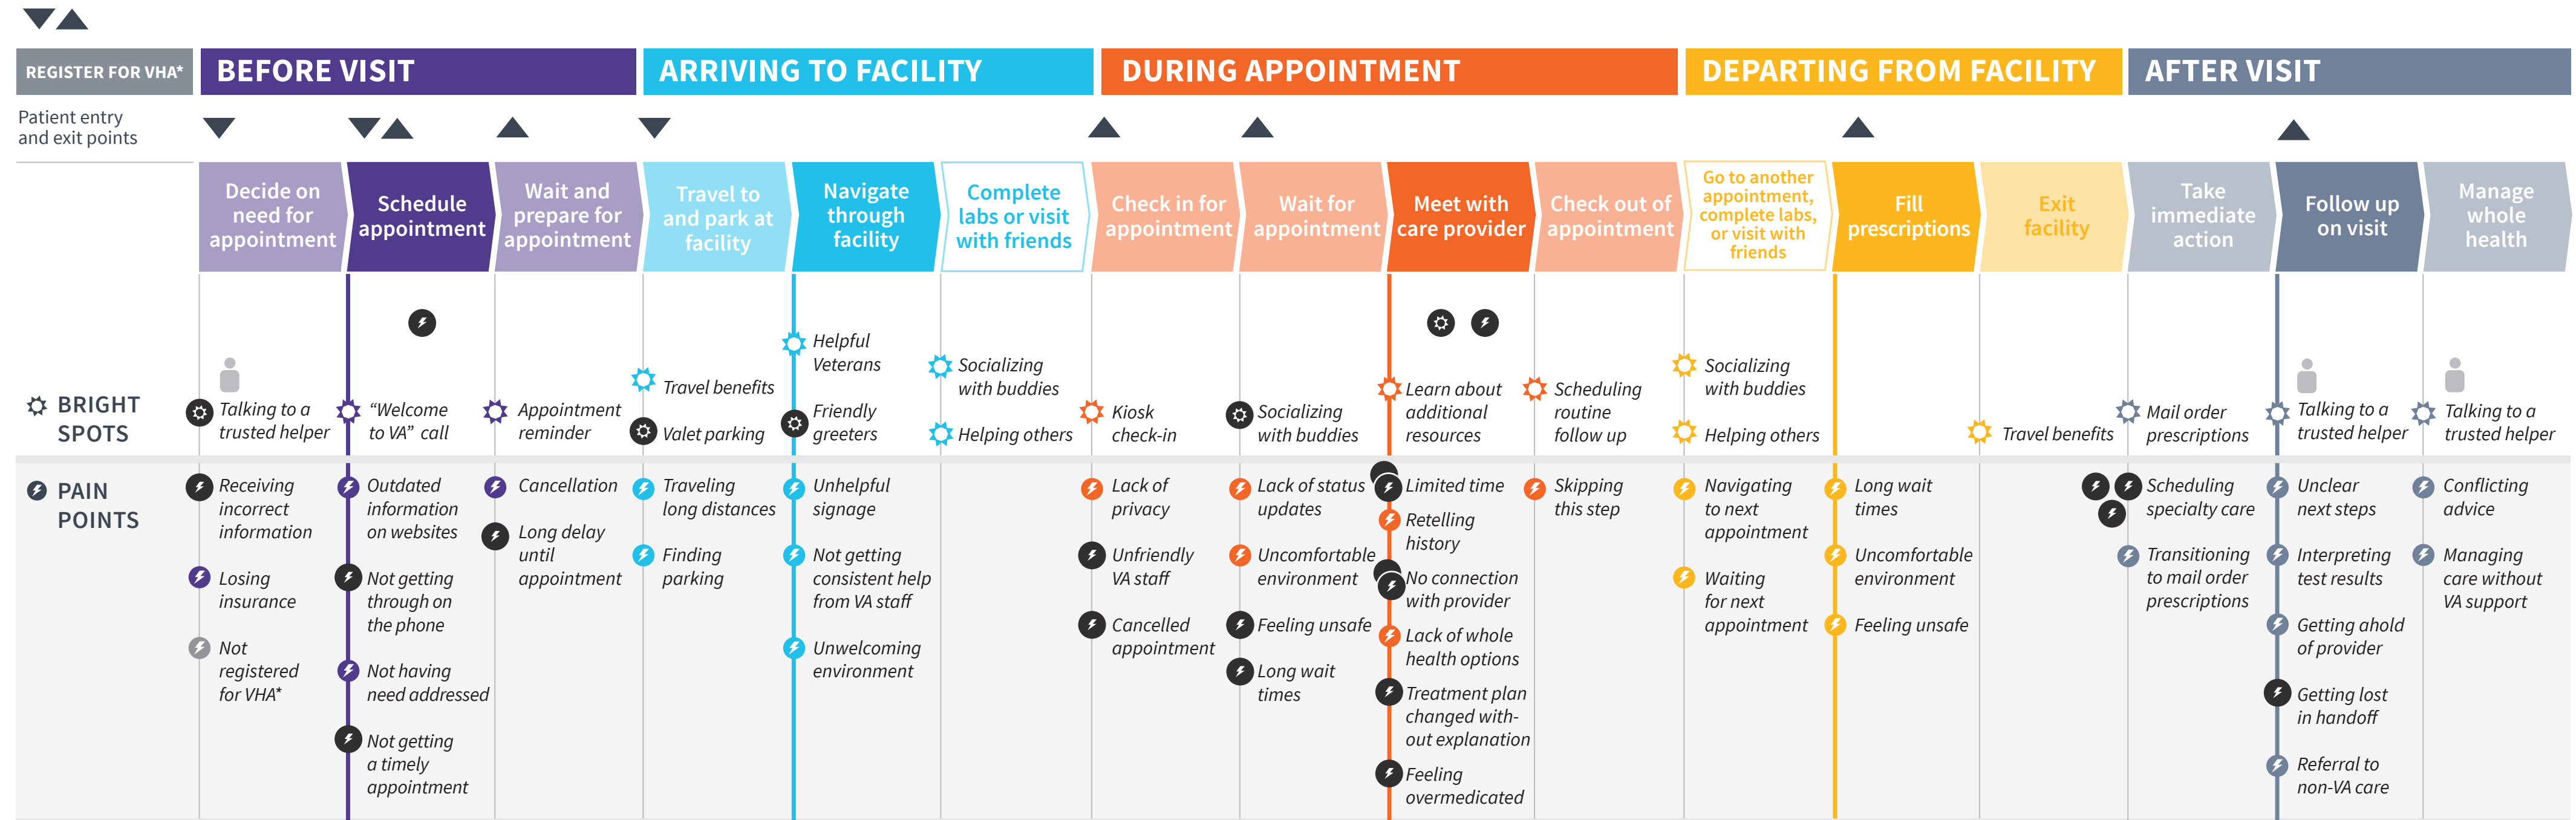 REGISTER FOR VHA*
BEFORE VISIT
ARRIVING TO FACILITY
DURING APPOINTMENT
DEPARTING FROM FACILITY
AFTER VISIT
Patient entry
and exit points
Decide on
need for
appointment
Schedule
appointment
Wait and
prepare for
appointment
Travel to
and park at
facility
Navigate
through
facility
Complete
labs or visit
with friends
Check in for
appointment
Wait for
appointment
Meet with
care provider
Check out of
appointment
Go to another
appointment,
complete labs,
or visit with
friends
Fill
prescriptions
Exit
facility
Take
immediate
action
Follow up
on visit
Manage
whole
health
BRIGHT
SPOTS
Talking to a
trusted helper
“Welcome
to VA” call
Appointment
reminder
Travel benefits
Valet parking
Helpful
Veterans
Friendly
greeters
Socializing
with buddies
Helping others
Kiosk
check-in
Socializing
with buddies
Learn about
additional
resources
Scheduling
routine
follow up
Socializing
with buddies
Helping others
Travel benefits
Mail order
prescriptions
Talking to a
trusted helper
Talking to a
trusted helper
PAIN
POINTS
Receiving
incorrect
information
Losing
insurance
Not
registered
for VHA*
Outdated
information
on websites
Not getting
through on
the phone
Not having
need addressed
Not getting
a timely
appointment
Cancellation
Long delay
until
appointment
Traveling
long distances
Finding
parking
Unhelpful
signage
Not getting
consistent help
from VA staff
Unwelcoming
environment
Lack of
privacy
Unfriendly
VA staff
Cancelled
appointment
Lack of status
updates
Uncomfortable
environment
Feeling unsafe
Long wait
times
Limited time
Retelling
history
No connection
with provider
Lack of whole
health options
Treatment plan
changed with-
out explanation
Feeling
overmedicated
Skipping
this step
Navigating
to next
appointment
Waiting
for next
appointment
Long wait
times
Uncomfortable
environment
Feeling unsafe
Scheduling
specialty care
Transitioning
to mail order
prescriptions
Unclear
next steps
Interpreting
test results
Getting ahold
of provider
Getting lost
in handoff
Referral to
non-VA care
Conflicting
advice
Managing
care without
VA support